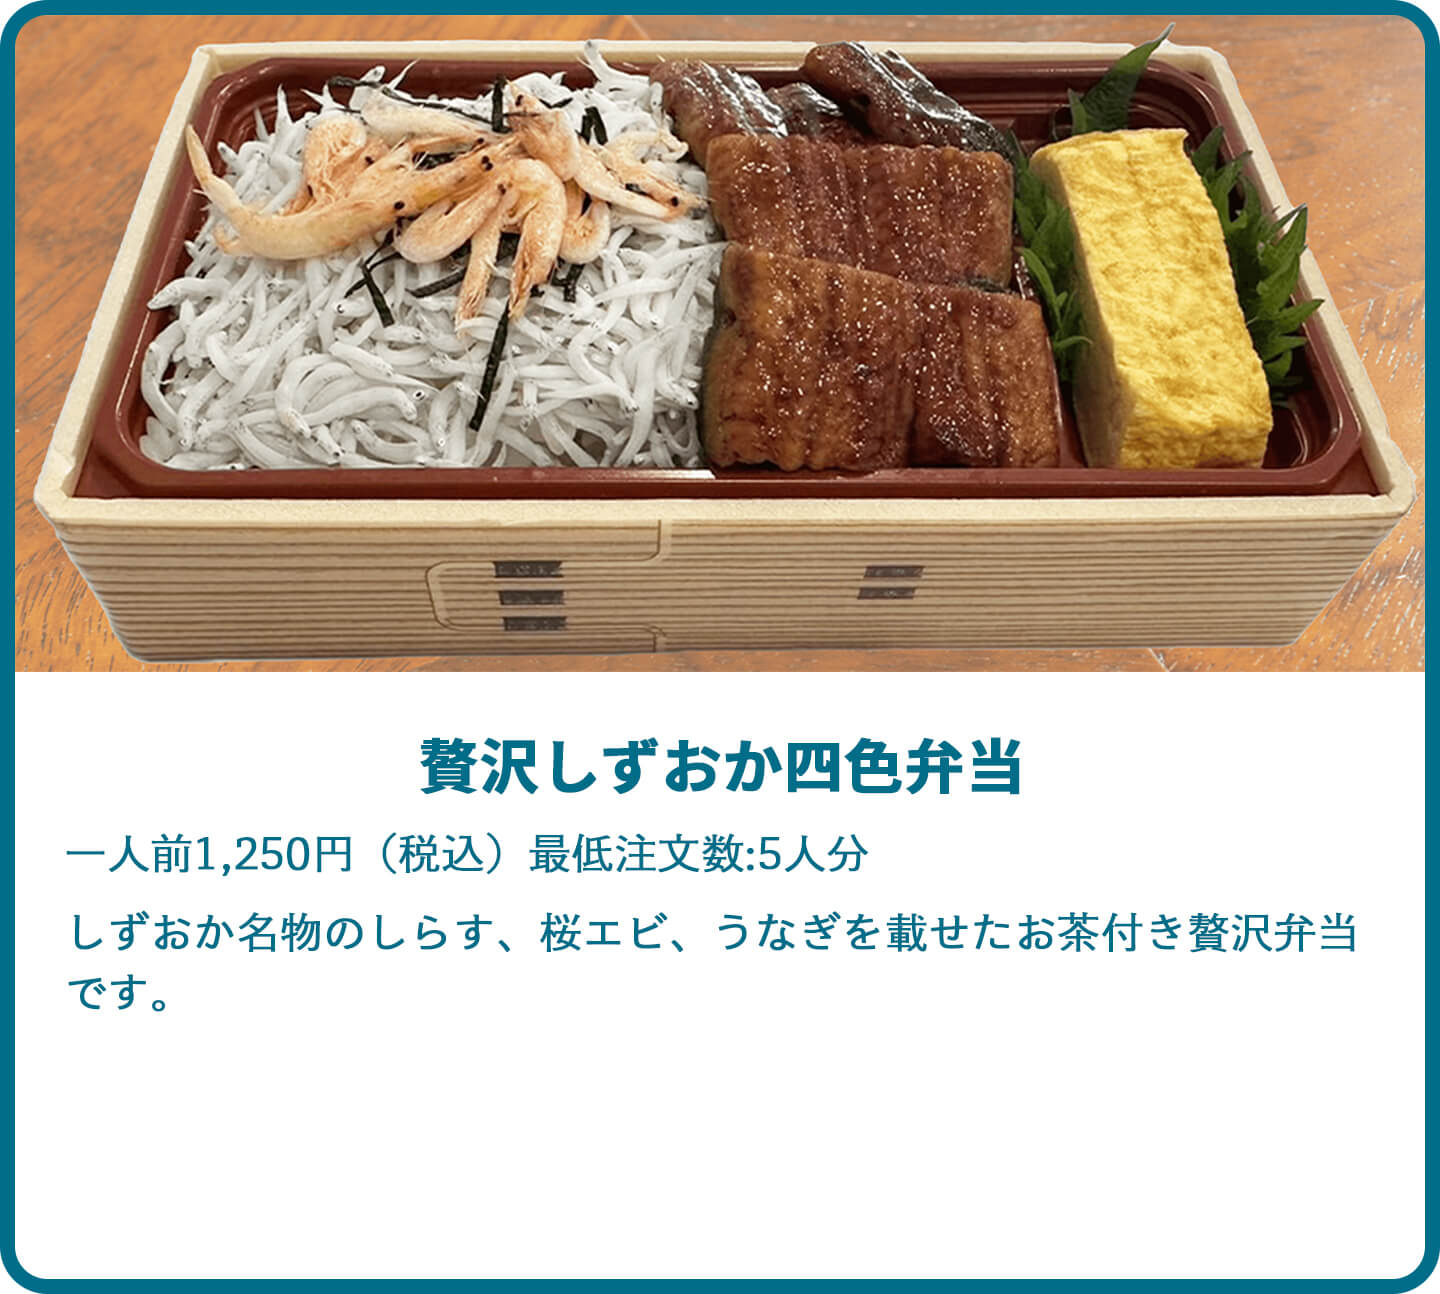 贅沢しずおか四色弁当
一人前1,250円（税込）最低注文数:5人分
しずおか名物のしらす、桜エビ、うなぎを載せたお茶付き贅沢弁当
です。